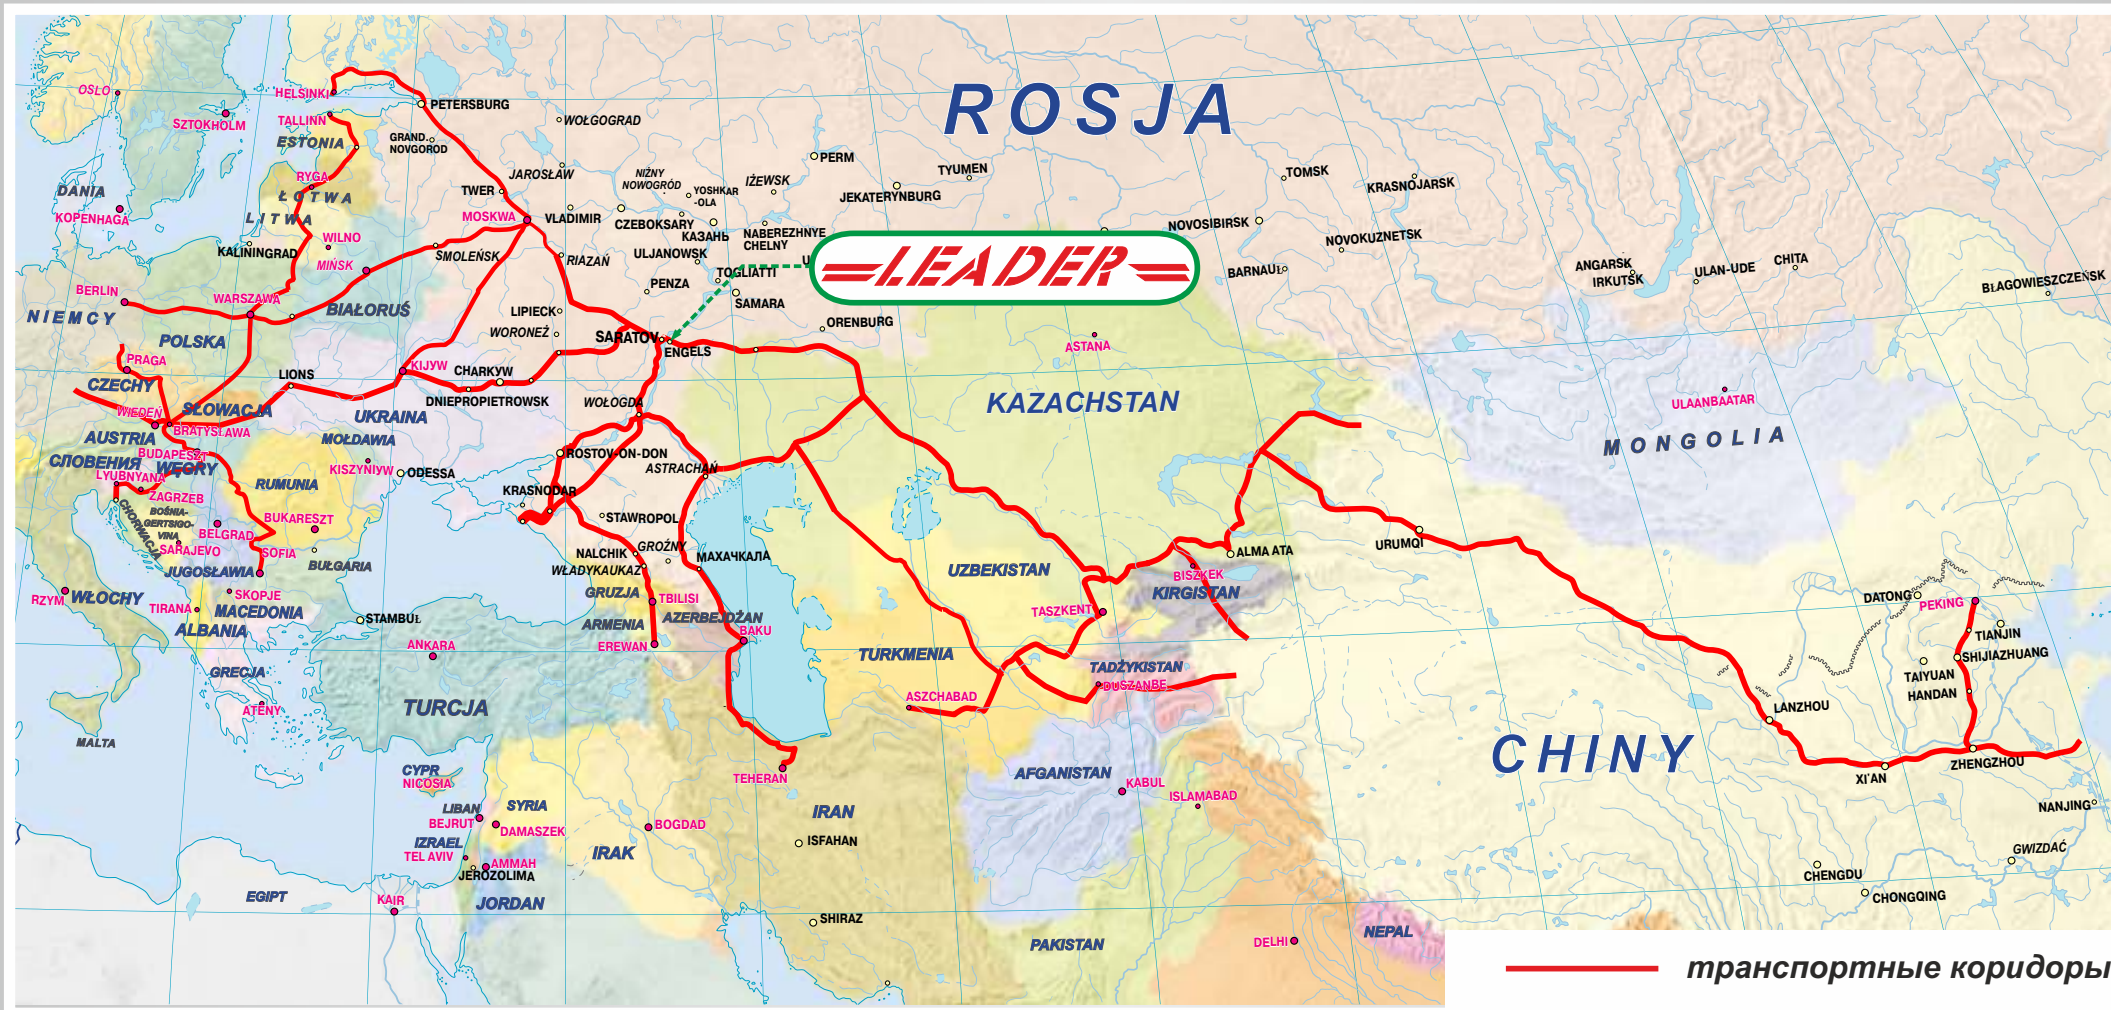 ROSJA
OSLO
HELSINKI
PETERSBURG
SZTOKHOLM
TALLINN
WOŁGOGRAD
ESTONIA
GRAND-
NOVGOROD
PERM
JAROSŁAW
NIŻNY
NOWOGRÓD
YOSHKAR
-OLA
IŻEWSK
TYUMEN
JEKATERYNBURG
TOMSK
KRASNOJARSK
DANIA
KOPENHAGA
RYGA
ŁOTWA
LITWA
TWER
MOSKWA
VLADIMIR
CZEBOKSARY
КАЗАНЬ
NABEREZHNYE
CHELNY
NOVOSIBIRSK
NOVOKUZNETSK
WILNO
KALININGRAD
MIŃSK
SMOLEŃSK
RIAZAŃ
ULJANOWSK
TOGLIATTI
U
LEADER
BARNAUŁ
ANGARSK
IRKUTSK
ULAN-UDE
CHITA
BŁAGOWIESZCZEŃSK
BERLIN
WARSZAWA
PENZA
SAMARA
NIEMCY
BIAŁORUŚ
LIPIECK
WORONEŻ
ORENBURG
POLSKA
SARATOV
ENGELS
ASTANA
PRAGA
CZECHY
LIONS
KIJУW
CHARKУW
DNIEPROPIETROWSK
WOŁOGDA
KAZACHSTAN
ULAANBAATAR
MONGOLIA
WIEDEŃ
SŁOWACJA
BRATYSŁAWA
UKRAINA
AUSTRIA
MOŁDAWIA
BUDAPESZT
СЛОВЕНИЯ
WĘGRY
LYUBNYANA
KISZYNIУW
ODESSA
ROSTOV-ON-DON
ASTRACHAŃ
ZAGRZEB
RUMUNIA
KRASNODAR
CHORWACJA
BOŚNIA-
GERTSIGO-
VINA
BUKARESZT
BELGRAD
STAWROPOL
SARAJEVO
SOFIA
NALCHIK
GROŹNY
МАХАЧКАЛА
ALMA ATA
URUMQI
JUGOSŁAWIA
BUŁGARIA
WŁADYKAUKAZ
UZBEKISTAN
BISZKEK
KIRGISTAN
RZYM
WŁOCHY
SKOPJE
TIRANA
MACEDONIA
STAMBUŁ
GRUZJA
TBILISI
AZERBEJDŻAN
ARMENIA
TASZKENT
DATONG
PEKING
ALBANIA
ANKARA
EREWAN
BAKU
TIANJIN
SHIJIAZHUANG
TAIYUAN
HANDAN
GRECJA
TURKMENIA
TADŻYKISTAN
DUSZANBE
ASZCHABAD
ATENY
TURCJA
LANZHOU
MALTA
CHINY
CYPR
NICOSIA
TEHERAN
AFGANISTAN
KABUL
ISLAMABAD
XI'AN
ZHENGZHOU
LIBAN
BEJRUT
SYRIA
DAMASZEK
BOGDAD
IRAN
ISFAHAN
NANJING
IZRAEL
TEL AVIV
AMMAH
JEROZOLIMA
IRAK
GWIZDAĆ
CHENGDU
CHONGQING
EGIPT
KAIR
JORDAN
SHIRAZ
PAKISTAN
DELHI
NEPAL
транспортные коридоры